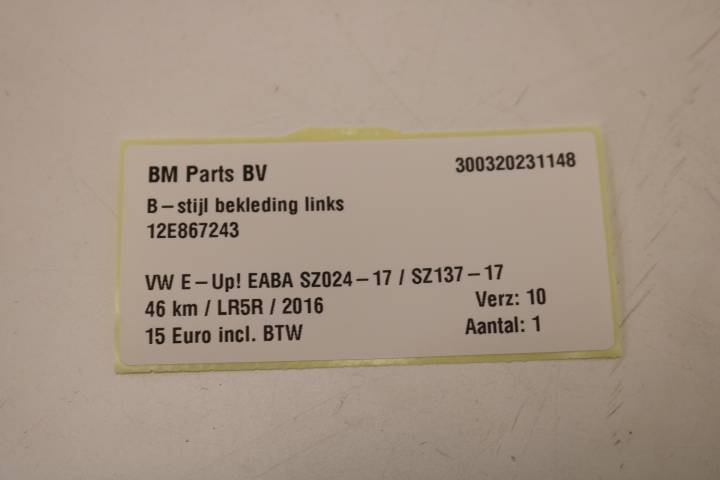 BM Parts BV 300320231148
B-stijl bekleding links
12E867243
VW E-Up! EABA SZ024-17 / SZ137-17
46 km / LR5R / 2016 Verz: 10
15 Euro incl. BTW Aantal: 1